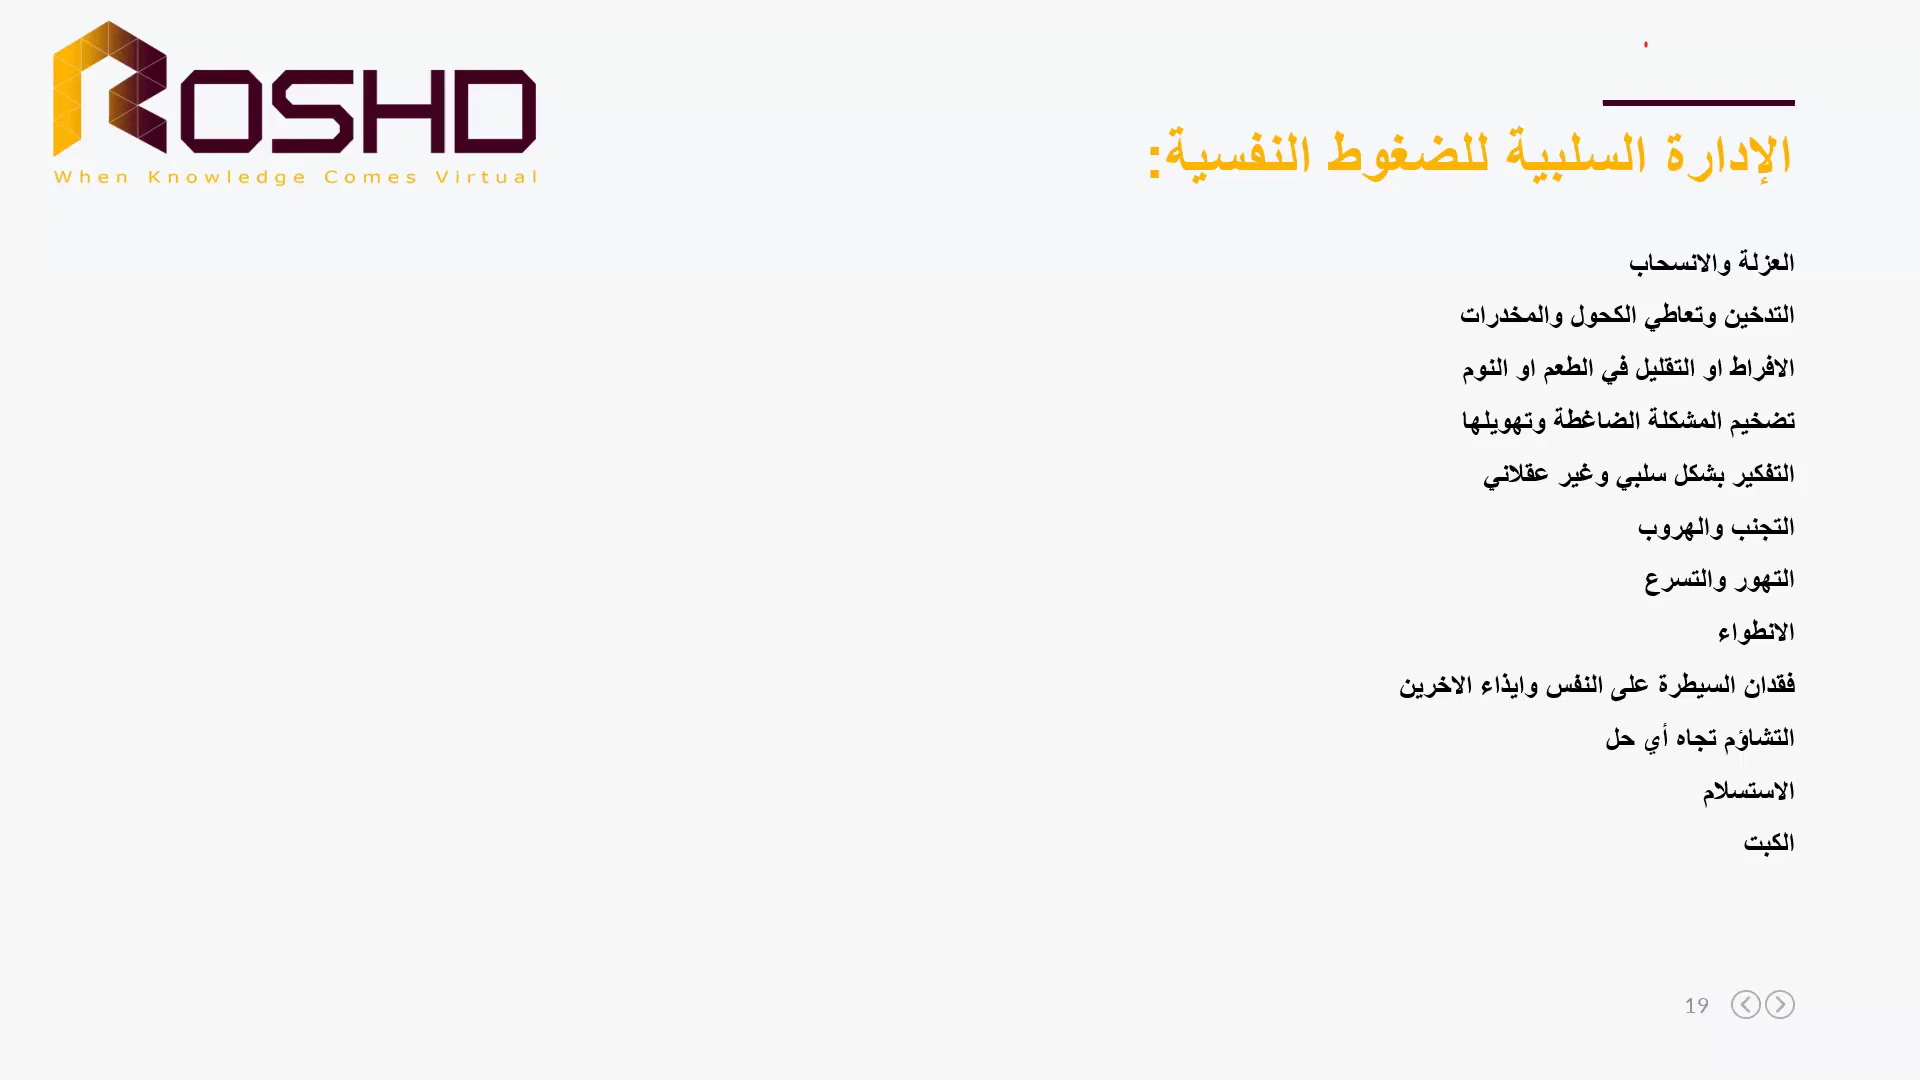 ROSHD
When Knowledge Comes Virtual
الإدارة السلبية للضغوط النفسية:
العزلة والانسحاب
التدخين وتعاطي الكحول والمخدرات
الافراط او التقليل في الطعم او النوم
تضخيم المشكلة الضاغطة وتهويلها
التفكير بشكل سلبي وغير عقلاني
التجنب والهروب
التهور والتسرع
الانطواء
فقدان السيطرة على النفس وايذاء الاخرين
التشاؤم تجاه أي حل
الاستسلام
الكبت
19